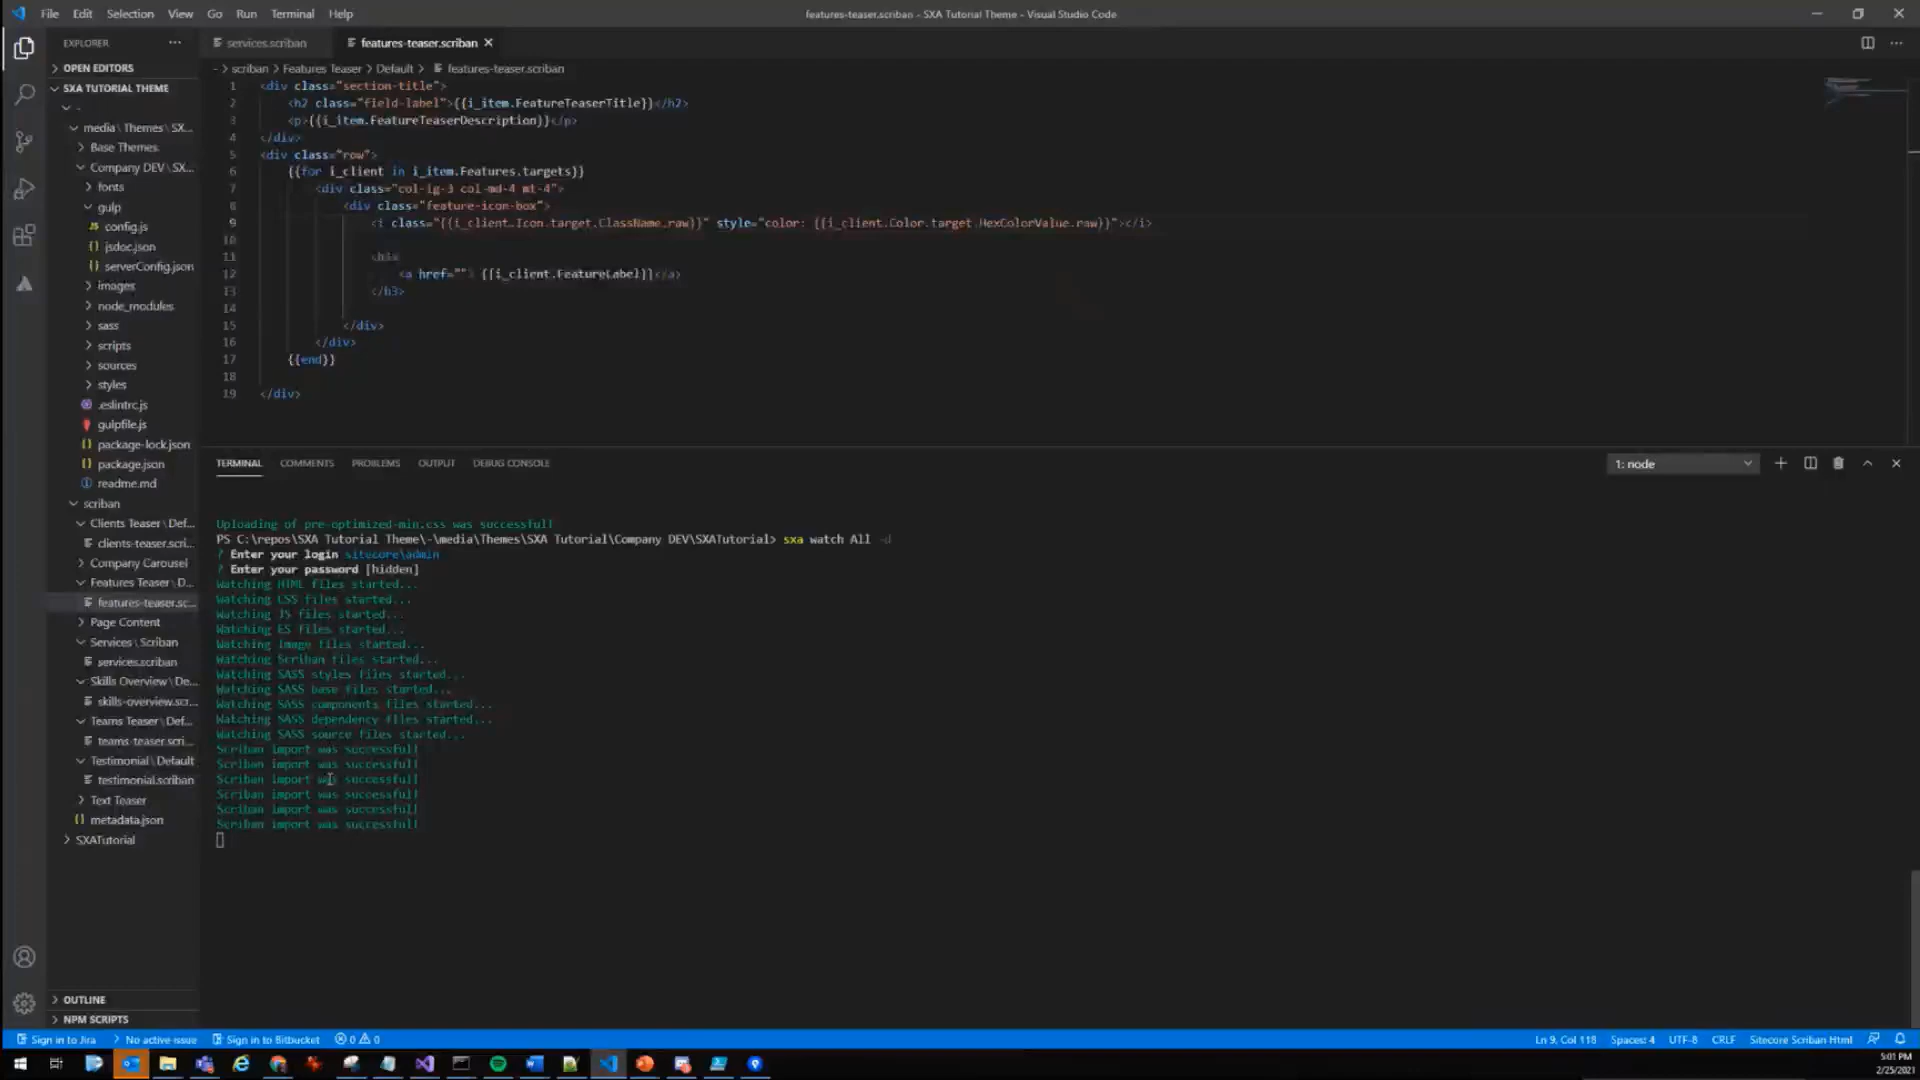 File Edit Selection View Go Run Terminal Help
features-teaser.scriban - SXA Tutorial Theme - Visual Studio Code
EXPLORER ...
services.scriban features-teaser.scriban
OPEN EDITORS
SXA TUTORIAL THEME
-
media\Themes\SX...
Base Themes
Company DEV\SX...
fonts
gulp
config.js
jsdoc.json
serverConfig.json
images
node_modules
sass
scripts
sources
styles
.eslintrc.js
gulpfile.js
package-lock.json
package.json
readme.md
scriban
Clients Teaser\Def...
clients-teaser.scri...
Company Carousel
Features Teaser\D...
features-teaser.sc...
Page Content
Services\Scriban
services.scriban
Skills Overview\De...
skills-overview.scr...
Teams Teaser\Def...
teams-teaser.scri...
Testimonial\Default
testimonial.scriban
Text Teaser
metadata.json
SXATutorial
OUTLINE
NPM SCRIPTS
- > scriban > Features Teaser > Default > features-teaser.scriban
1 <div class="section-title">
2 <h2 class="field-label">{{i_item.FeatureTeaserTitle}}</h2>
3 <p>{{i_item.FeatureTeaserDescription}}</p>
4 </div>
5 <div class="row">
6 {{for i_client in i_item.Features.targets}}
7 <div class="col-lg-3 col-md-4 mt-4">
8 <div class="feature-icon-box">
9 <i class="{{i_client.Icon.target.ClassName.raw}}" style="color: {{i_client.Color.target.HexColorValue.raw}}"></i>
10
11 <h3>
12 <a href=""> {{i_client.FeatureLabel}}</a>
13 </h3>
14
15 </div>
16 </div>
17 {{end}}
18
19 </div>
TERMINAL COMMENTS PROBLEMS OUTPUT DEBUG CONSOLE
1: node
Uploading of pre-optimized-min.css was successful!
PS C:\repos\SXA Tutorial Theme\-\media\Themes\SXA Tutorial\Company DEV\SXATutorial> sxa watch All -d
? Enter your login sitecore\admin
? Enter your password [hidden]
Watching HTML files started...
Watching CSS files started...
Watching JS files started...
Watching ES files started...
Watching Image files started...
Watching Scriban files started...
Watching SASS styles files started...
Watching SASS base files started...
Watching SASS components files started...
Watching SASS dependency files started...
Watching SASS source files started...
Scriban import was successful!
Scriban import was successful!
Scriban import was successful!
Scriban import was successful!
Scriban import was successful!
Scriban import was successful!
Sign in to Jira No active issue Sign in to Bitbucket 0 0
Ln 9, Col 118 Spaces: 4 UTF-8 CRLF Sitecore Scriban Html
5:01 PM
2/25/2021